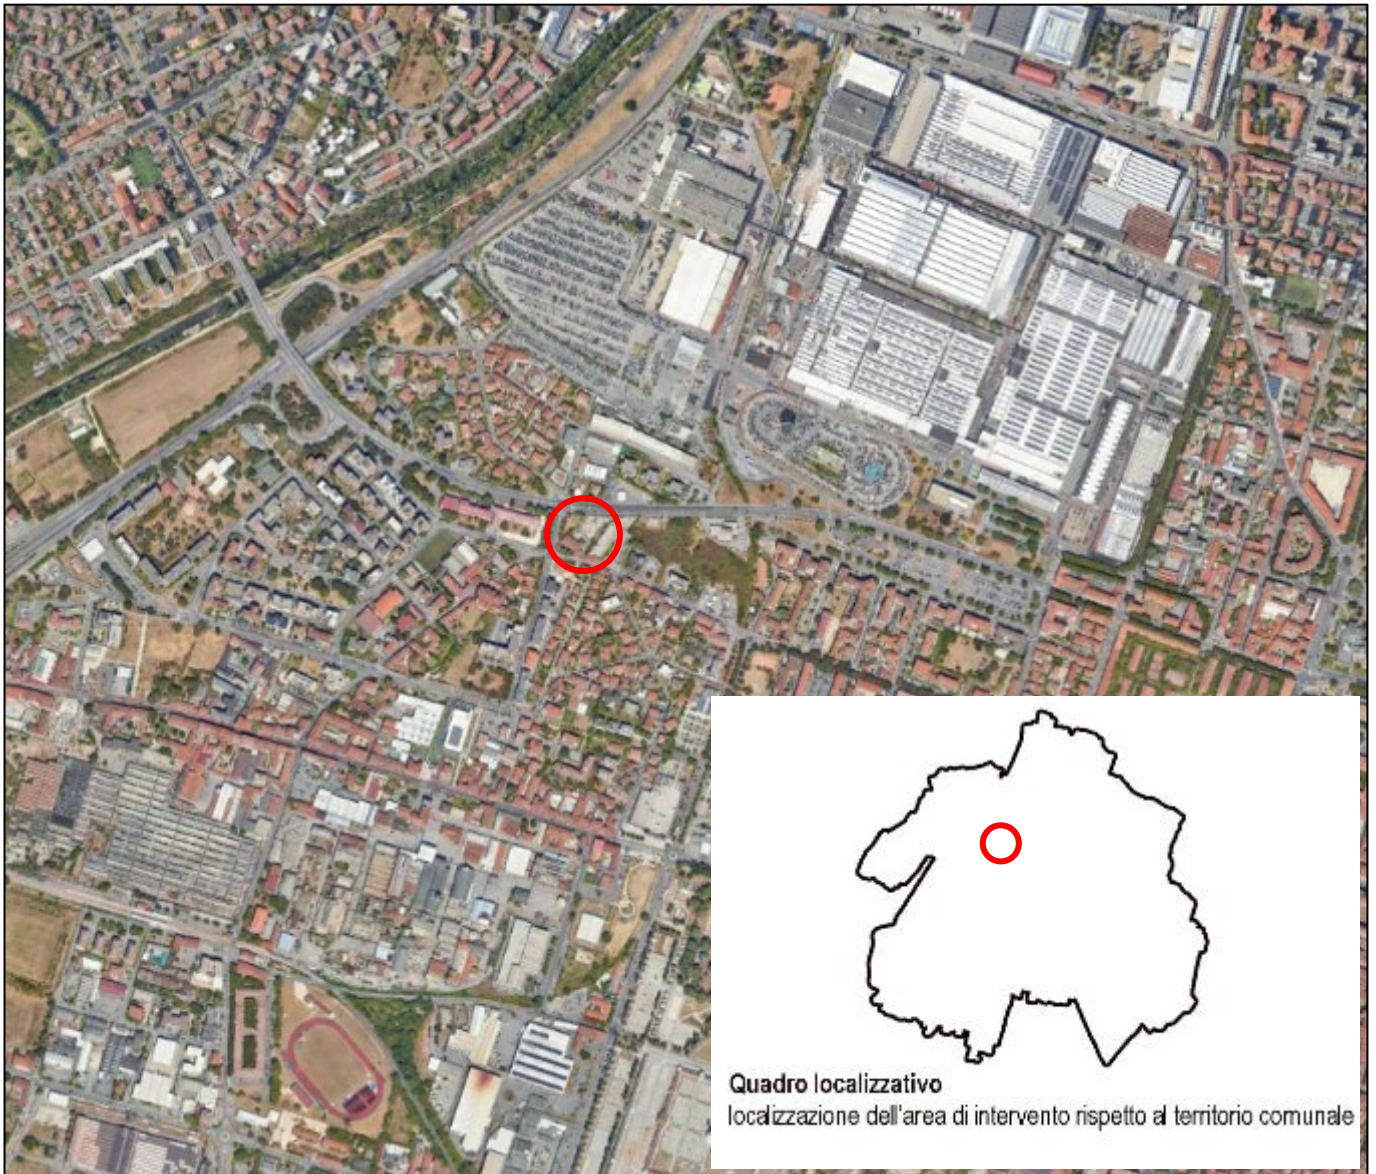 Quadro localizzativo
localizzazione dell'area di intervento rispetto al territorio comunale